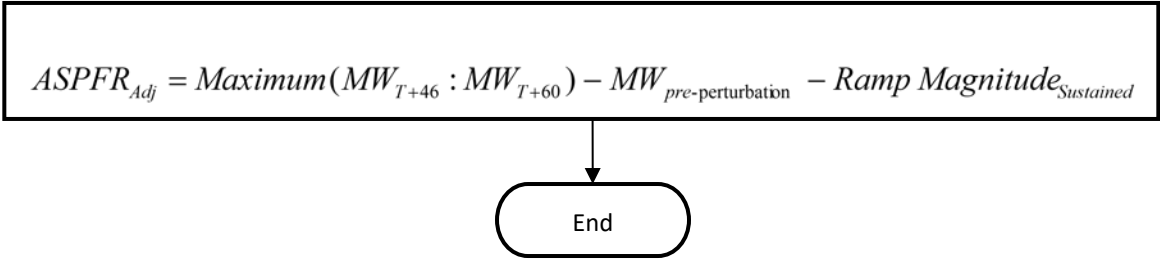 ASPFR_Adj = Maximum(MW_T+46 : MW_T+60) − MW_pre-perturbation − Ramp Magnitude_Sustained
End